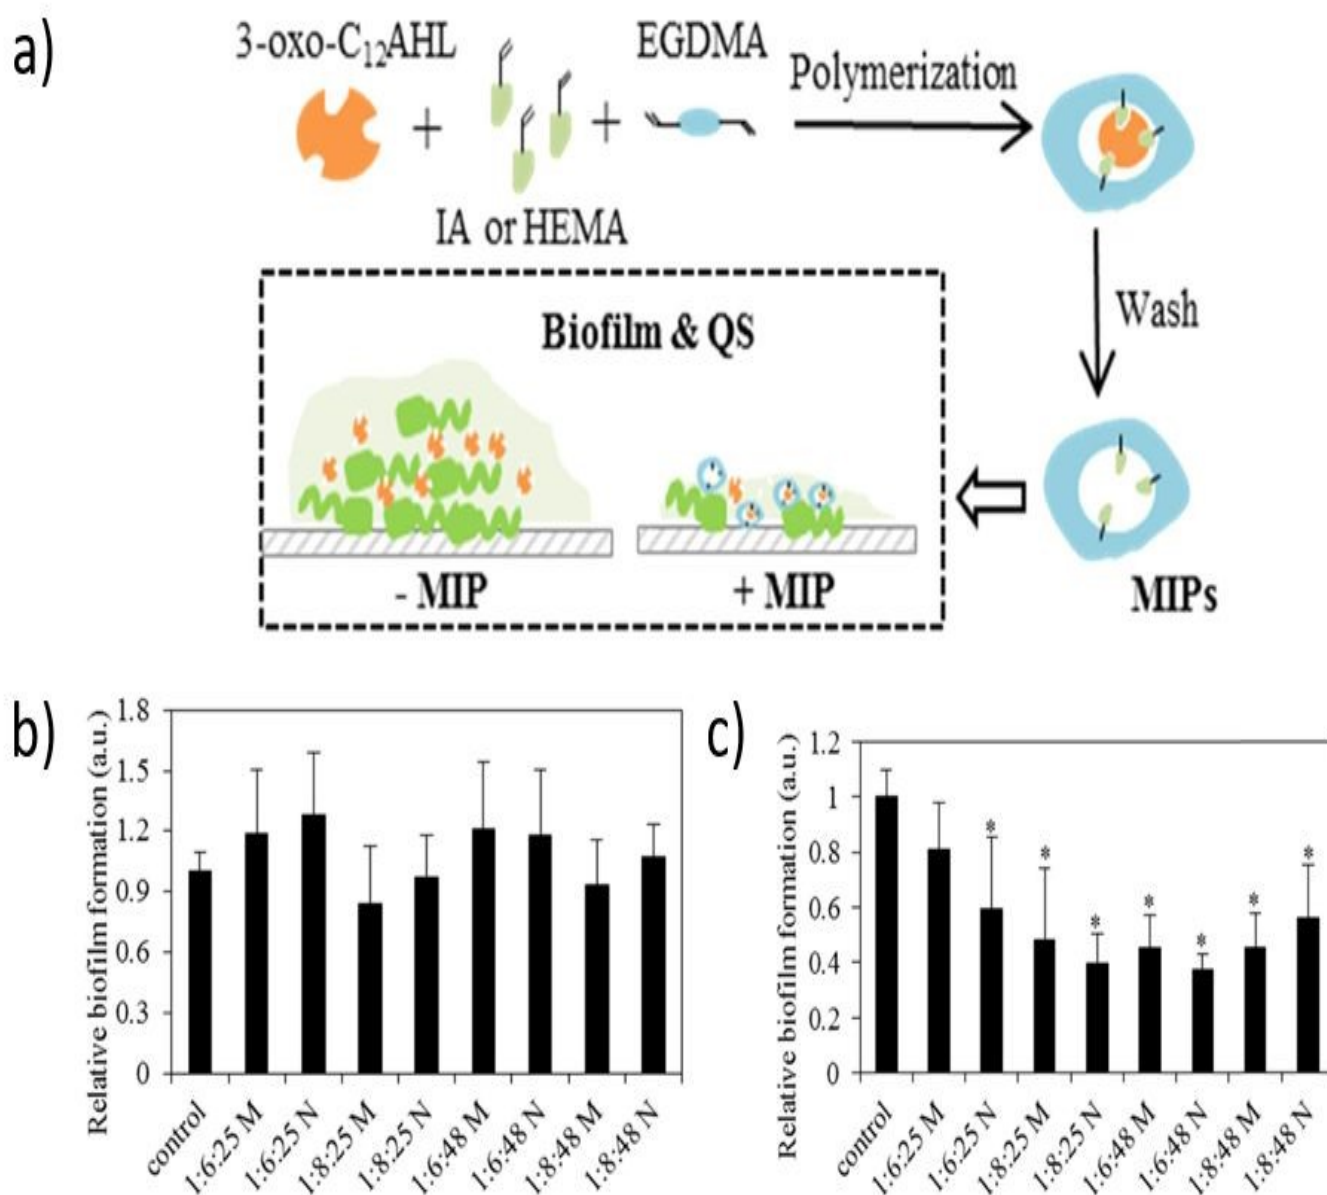 a)
3-oxo-C₁₂AHL
+
+
EGDMA
Polymerization
IA or HEMA
Wash
Biofilm & QS
- MIP
+ MIP
MIPs
b)
Relative biofilm formation (a.u.)
1.8
1.5
1.2
0.9
0.6
0.3
0
control
1:6:25 M
1:6:25 N
1:8:25 M
1:8:25 N
1:6:48 M
1:6:48 N
1:8:48 M
1:8:48 N
c)
Relative biofilm formation (a.u.)
1.2
1
0.8
0.6
0.4
0.2
0
*
*
*
*
*
*
*
control
1:6:25 M
1:6:25 N
1:8:25 M
1:8:25 N
1:6:48 M
1:6:48 N
1:8:48 M
1:8:48 N